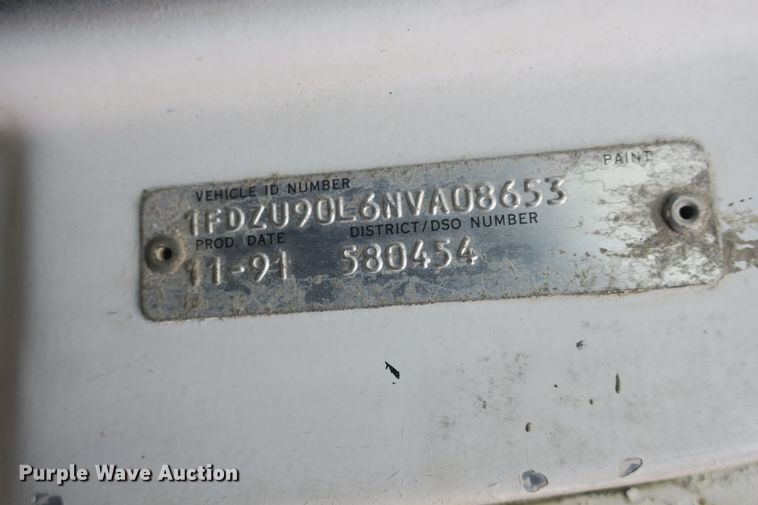 PAINT
VEHICLE ID NUMBER
1FDZU90L6NVA08653
PROD. DATE DISTRICT/DSO NUMBER
11-91 580454
Purple Wave Auction